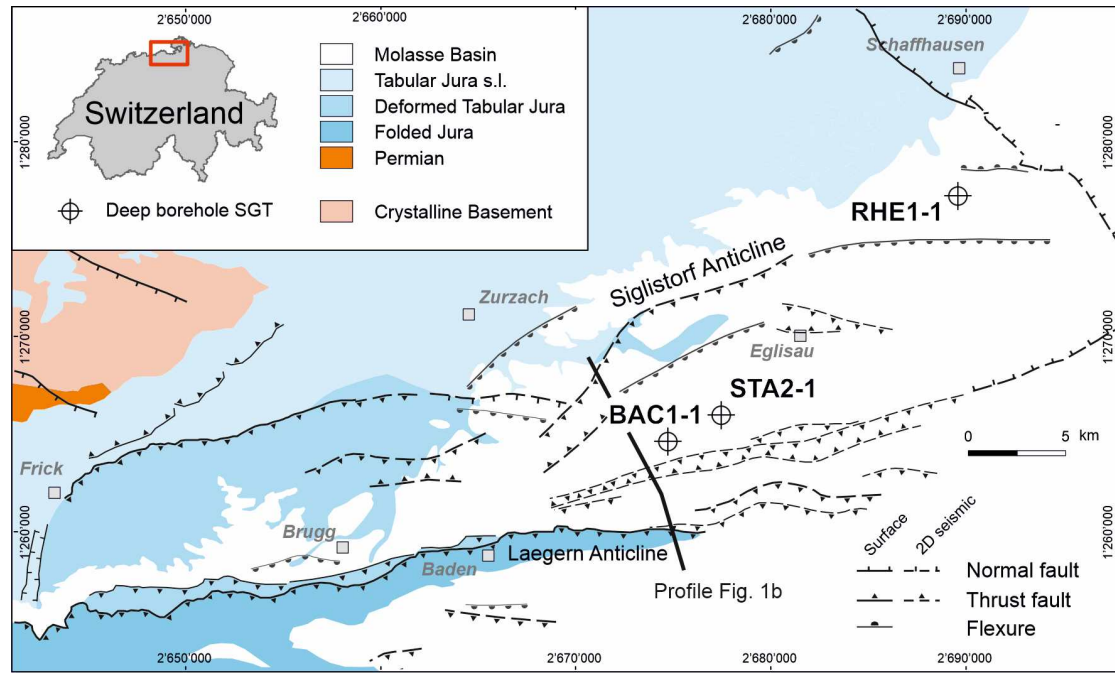 2'650'000
2'660'000
2'680'000
2'690'000
Molasse Basin
Tabular Jura s.l.
Deformed Tabular Jura
Folded Jura
Permian
Crystalline Basement
Switzerland
Deep borehole SGT
1'280'000
1'280'000
Schaffhausen
RHE1-1
Siglistorf Anticline
Zurzach
1'270'000
1'270'000
Eglisau
STA2-1
BAC1-1
0 5 km
Frick
Brugg
Baden
Laegern Anticline
1'260'000
1'260'000
Profile Fig. 1b
Surface
2D seismic
Normal fault
Thrust fault
Flexure
2'650'000
2'670'000
2'680'000
2'690'000